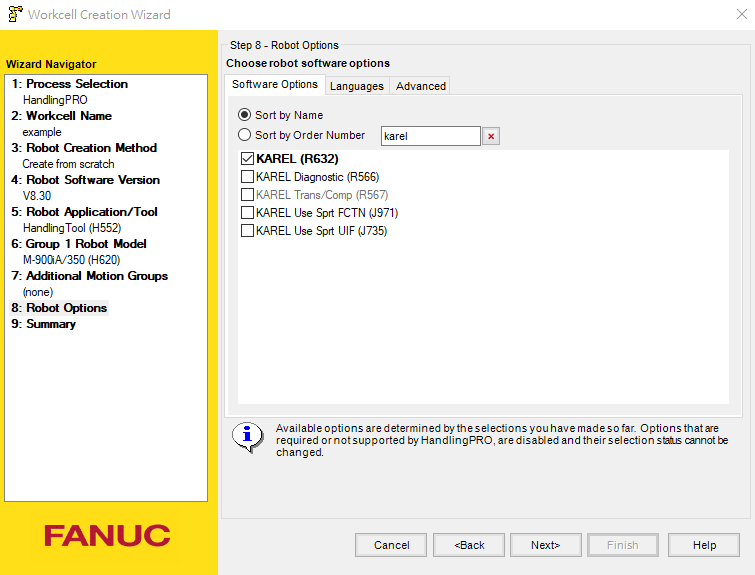 Workcell Creation Wizard
Wizard Navigator
1: Process Selection
HandlingPRO
2: Workcell Name
example
3: Robot Creation Method
Create from scratch
4: Robot Software Version
V8.30
5: Robot Application/Tool
HandlingTool (H552)
6: Group 1 Robot Model
M-900iA/350 (H620)
7: Additional Motion Groups
(none)
8: Robot Options
9: Summary
FANUC
Step 8 - Robot Options
Choose robot software options
Software Options Languages Advanced
Sort by Name
Sort by Order Number karel
KAREL (R632)
KAREL Diagnostic (R566)
KAREL Trans/Comp (R567)
KAREL Use Sprt FCTN (J971)
KAREL Use Sprt UIF (J735)
Available options are determined by the selections you have made so far. Options that are
required or not supported by HandlingPRO, are disabled and their selection status cannot be
changed.
Cancel <Back Next> Finish Help